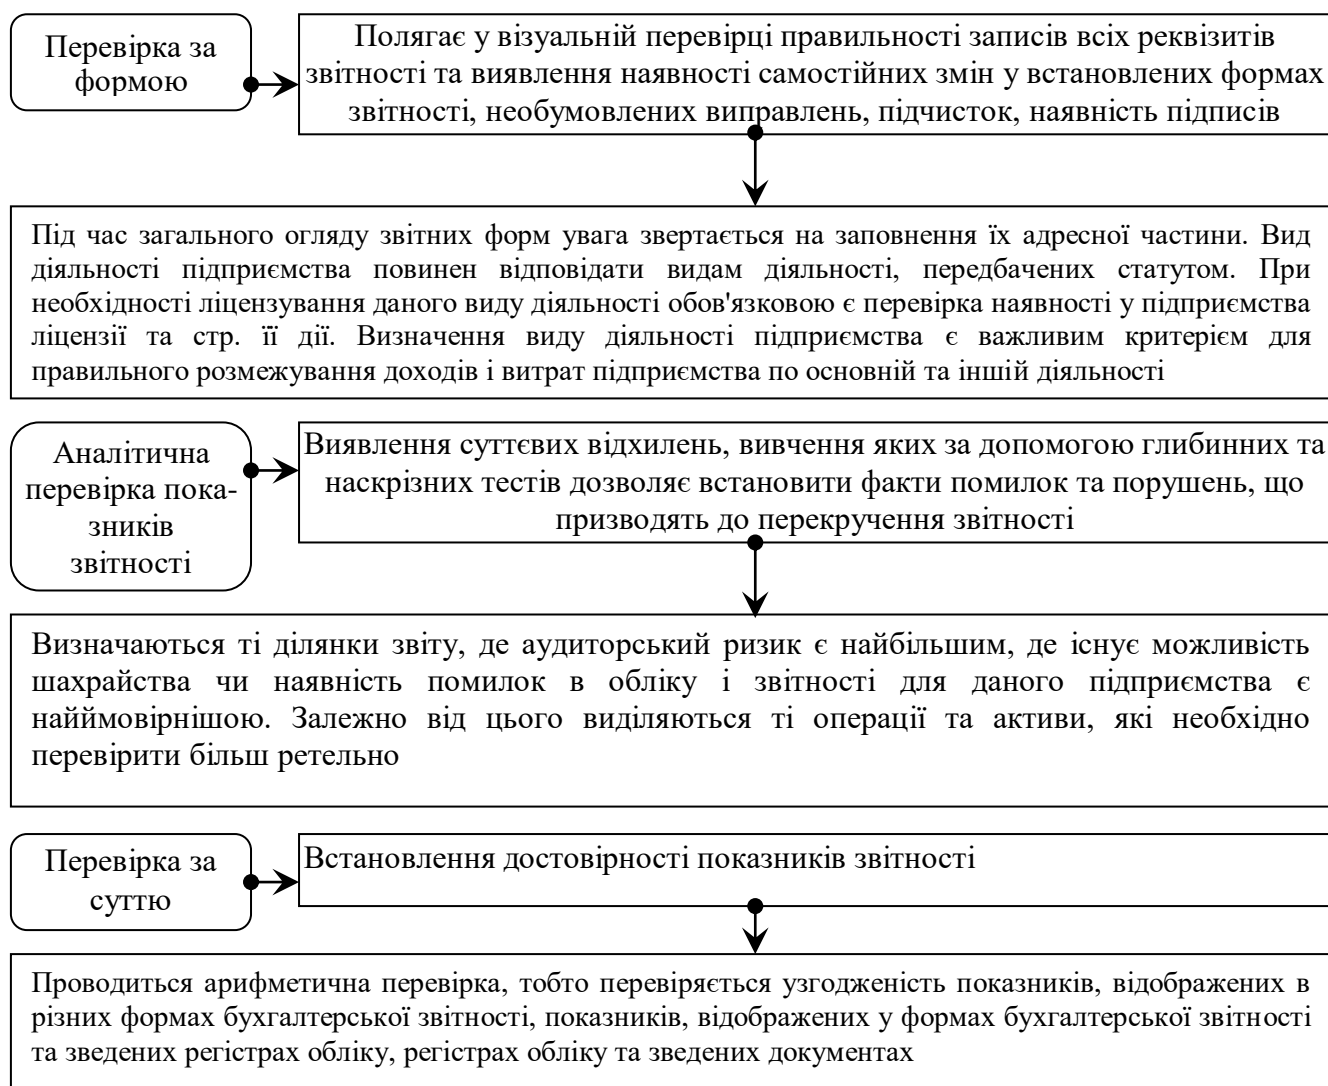 Перевірка за
формою
Полягає у візуальній перевірці правильності записів всіх реквізитів
звітності та виявлення наявності самостійних змін у встановлених формах
звітності, необумовлених виправлень, підчисток, наявність підписів
Під час загального огляду звітних форм увага звертається на заповнення їх адресної частини. Вид
діяльності підприємства повинен відповідати видам діяльності, передбачених статутом. При
необхідності ліцензування даного виду діяльності обов'язковою є перевірка наявності у підприємства
ліцензії та стр. її дії. Визначення виду діяльності підприємства є важливим критерієм для
правильного розмежування доходів і витрат підприємства по основній та іншій діяльності
Аналітична
перевірка пока-
зників
звітності
Виявлення суттєвих відхилень, вивчення яких за допомогою глибинних та
наскрізних тестів дозволяє встановити факти помилок та порушень, що
призводять до перекручення звітності
Визначаються ті ділянки звіту, де аудиторський ризик є найбільшим, де існує можливість
шахрайства чи наявність помилок в обліку і звітності для даного підприємства є
найймовірнішою. Залежно від цього виділяються ті операції та активи, які необхідно
перевірити більш ретельно
Перевірка за
суттю
Встановлення достовірності показників звітності
Проводиться арифметична перевірка, тобто перевіряється узгодженість показників, відображених в
різних формах бухгалтерської звітності, показників, відображених у формах бухгалтерської звітності
та зведених регістрах обліку, регістрах обліку та зведених документах